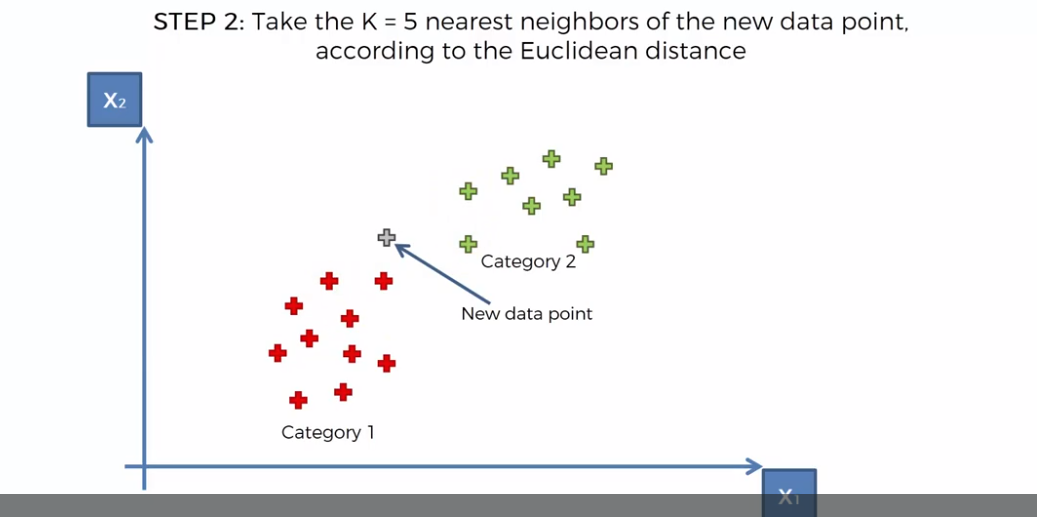 STEP 2: Take the K = 5 nearest neighbors of the new data point,
according to the Euclidean distance
X₂
Category 2
New data point
Category 1
X₁